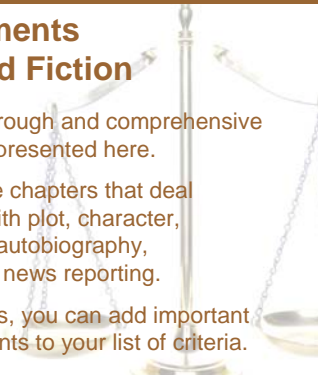 ments
d Fiction
rough and comprehensive
presented here.
e chapters that deal
ith plot, character,
autobiography,
news reporting.
s, you can add important
nts to your list of criteria.